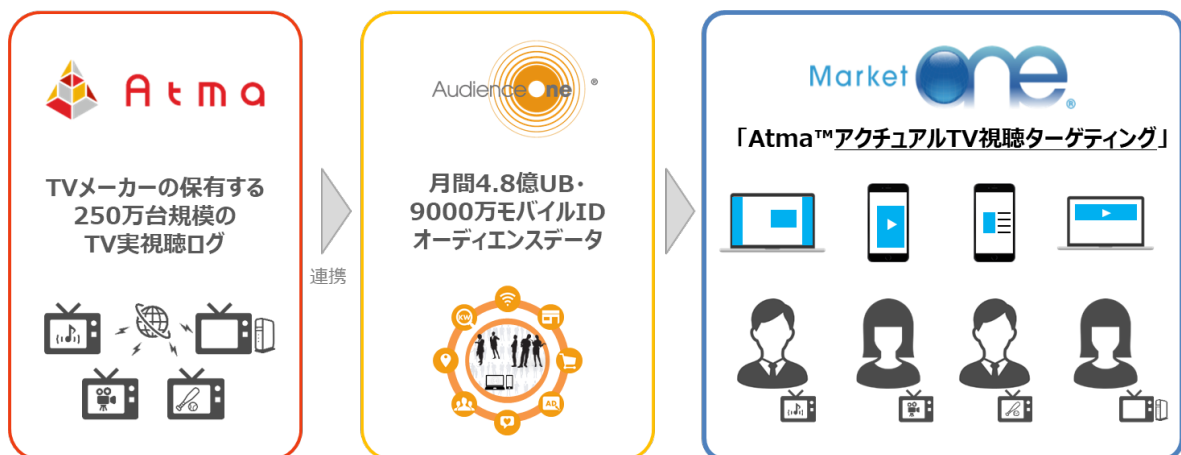 Atma
TVメーカーの保有する
250万台規模の
TV実視聴ログ
連携
AudienceOne®
月間4.8億UB・
9000万モバイルID
オーディエンスデータ
KW
AD
Market One®
「Atma™アクチュアルTV視聴ターゲティング」